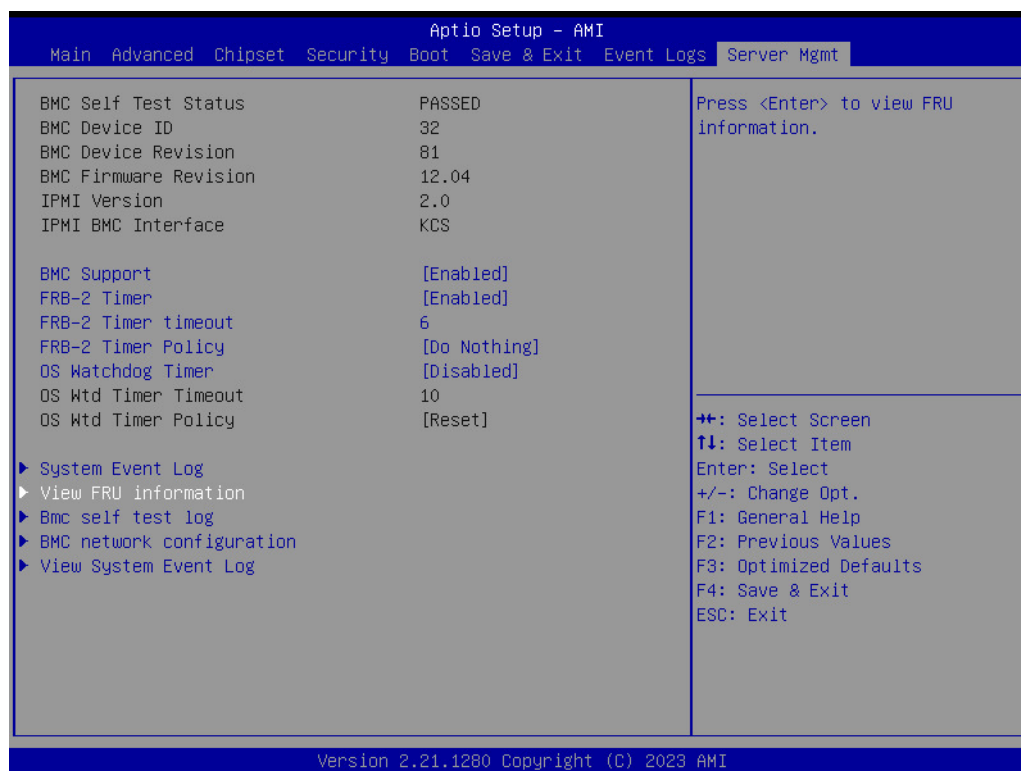 Aptio Setup – AMI
Main Advanced Chipset Security Boot Save & Exit Event Logs Server Mgmt
BMC Self Test Status PASSED
BMC Device ID 32
BMC Device Revision 81
BMC Firmware Revision 12.04
IPMI Version 2.0
IPMI BMC Interface KCS
BMC Support [Enabled]
FRB-2 Timer [Enabled]
FRB-2 Timer timeout 6
FRB-2 Timer Policy [Do Nothing]
OS Watchdog Timer [Disabled]
OS Wtd Timer Timeout 10
OS Wtd Timer Policy [Reset]
System Event Log
View FRU information
Bmc self test log
BMC network configuration
View System Event Log
Press <Enter> to view FRU
information.
→←: Select Screen
↑↓: Select Item
Enter: Select
+/-: Change Opt.
F1: General Help
F2: Previous Values
F3: Optimized Defaults
F4: Save & Exit
ESC: Exit
Version 2.21.1280 Copyright (C) 2023 AMI